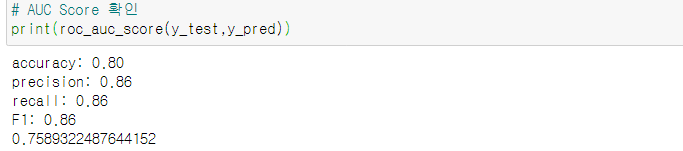 # AUC Score 확인
print(roc_auc_score(y_test,y_pred))
accuracy: 0.80
precision: 0.86
recall: 0.86
F1: 0.86
0.7589322487644152